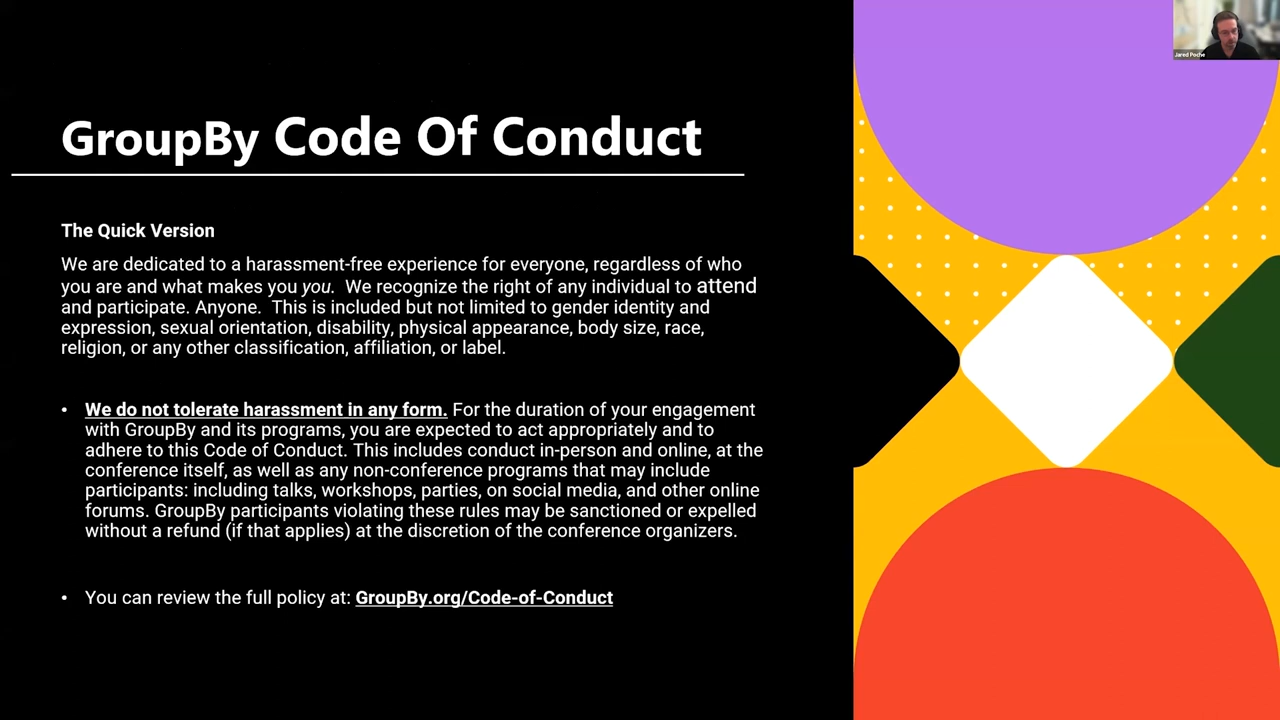 Jared Poche
GroupBy Code Of Conduct
The Quick Version
We are dedicated to a harassment-free experience for everyone, regardless of who
you are and what makes you you.  We recognize the right of any individual to attend
and participate. Anyone.  This is included but not limited to gender identity and
expression, sexual orientation, disability, physical appearance, body size, race,
religion, or any other classification, affiliation, or label.
• We do not tolerate harassment in any form. For the duration of your engagement
with GroupBy and its programs, you are expected to act appropriately and to
adhere to this Code of Conduct. This includes conduct in-person and online, at the
conference itself, as well as any non-conference programs that may include
participants: including talks, workshops, parties, on social media, and other online
forums. GroupBy participants violating these rules may be sanctioned or expelled
without a refund (if that applies) at the discretion of the conference organizers.
• You can review the full policy at: GroupBy.org/Code-of-Conduct